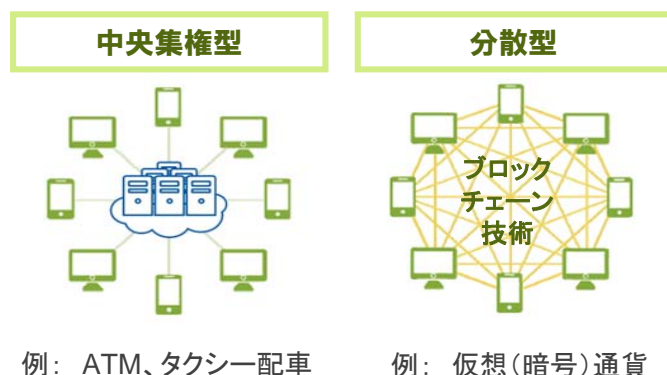 中央集権型
分散型
ブロック
チェーン
技術
例： ATM、タクシー配車
例： 仮想（暗号）通貨